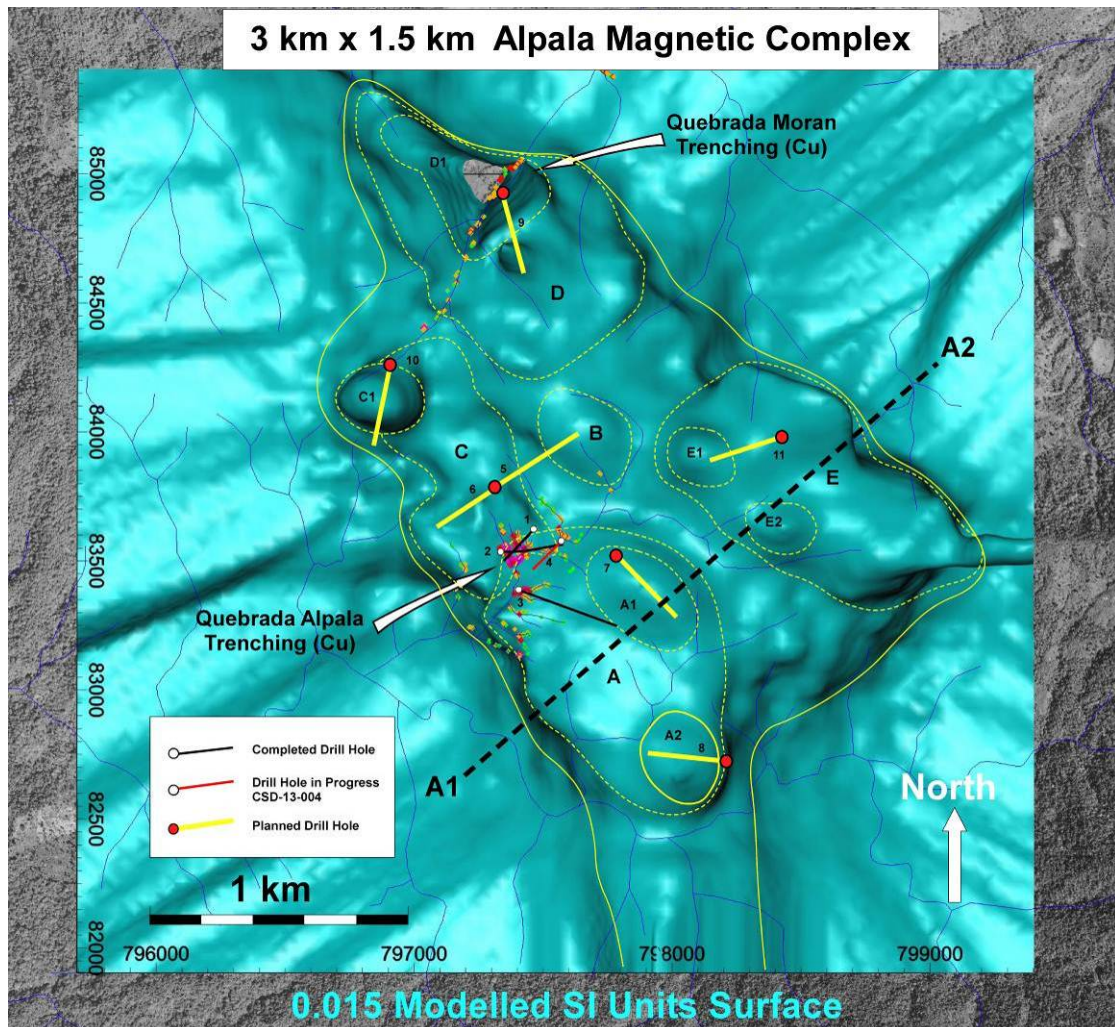 3 km x 1.5 km Alpala Magnetic Complex
Quebrada Moran
Trenching (Cu)
D1
85000
9
D
84500
A2
10
C1
84000
B
C
E1
11
5
6
E
E2
1
2
4
83500
7
A1
3
Quebrada Alpala
Trenching (Cu)
A
83000
A2
8
Completed Drill Hole
Drill Hole in Progress
CSD-13-004
Planned Drill Hole
A1
North
82500
1 km
82000
796000
797000
798000
799000
0.015 Modelled SI Units Surface